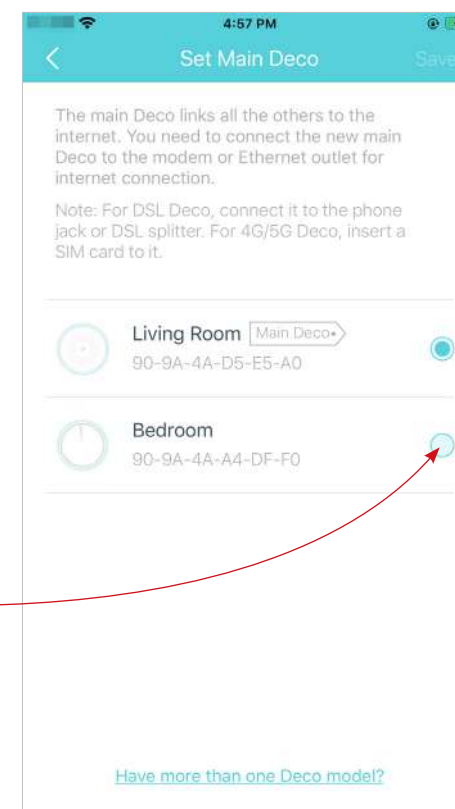 4:57 PM
Set Main Deco
Save
The main Deco links all the others to the
internet. You need to connect the new main
Deco to the modem or Ethernet outlet for
internet connection.
Note: For DSL Deco, connect it to the phone
jack or DSL splitter. For 4G/5G Deco, insert a
SIM card to it.
Living Room Main Deco
90-9A-4A-D5-E5-A0
Bedroom
90-9A-4A-A4-DF-F0
Have more than one Deco model?